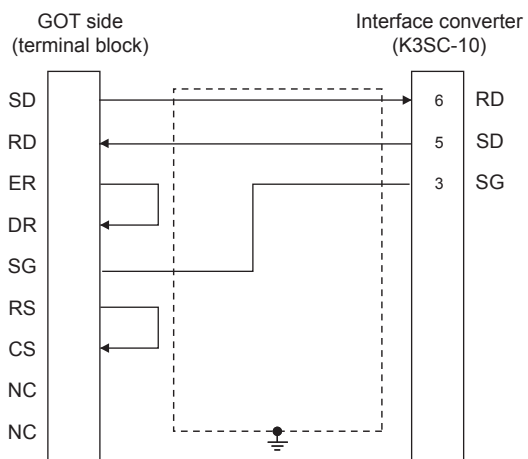 GOT side
(terminal block)
Interface converter
(K3SC-10)
SD
6 RD
RD
5 SD
ER
3 SG
DR
SG
RS
CS
NC
NC